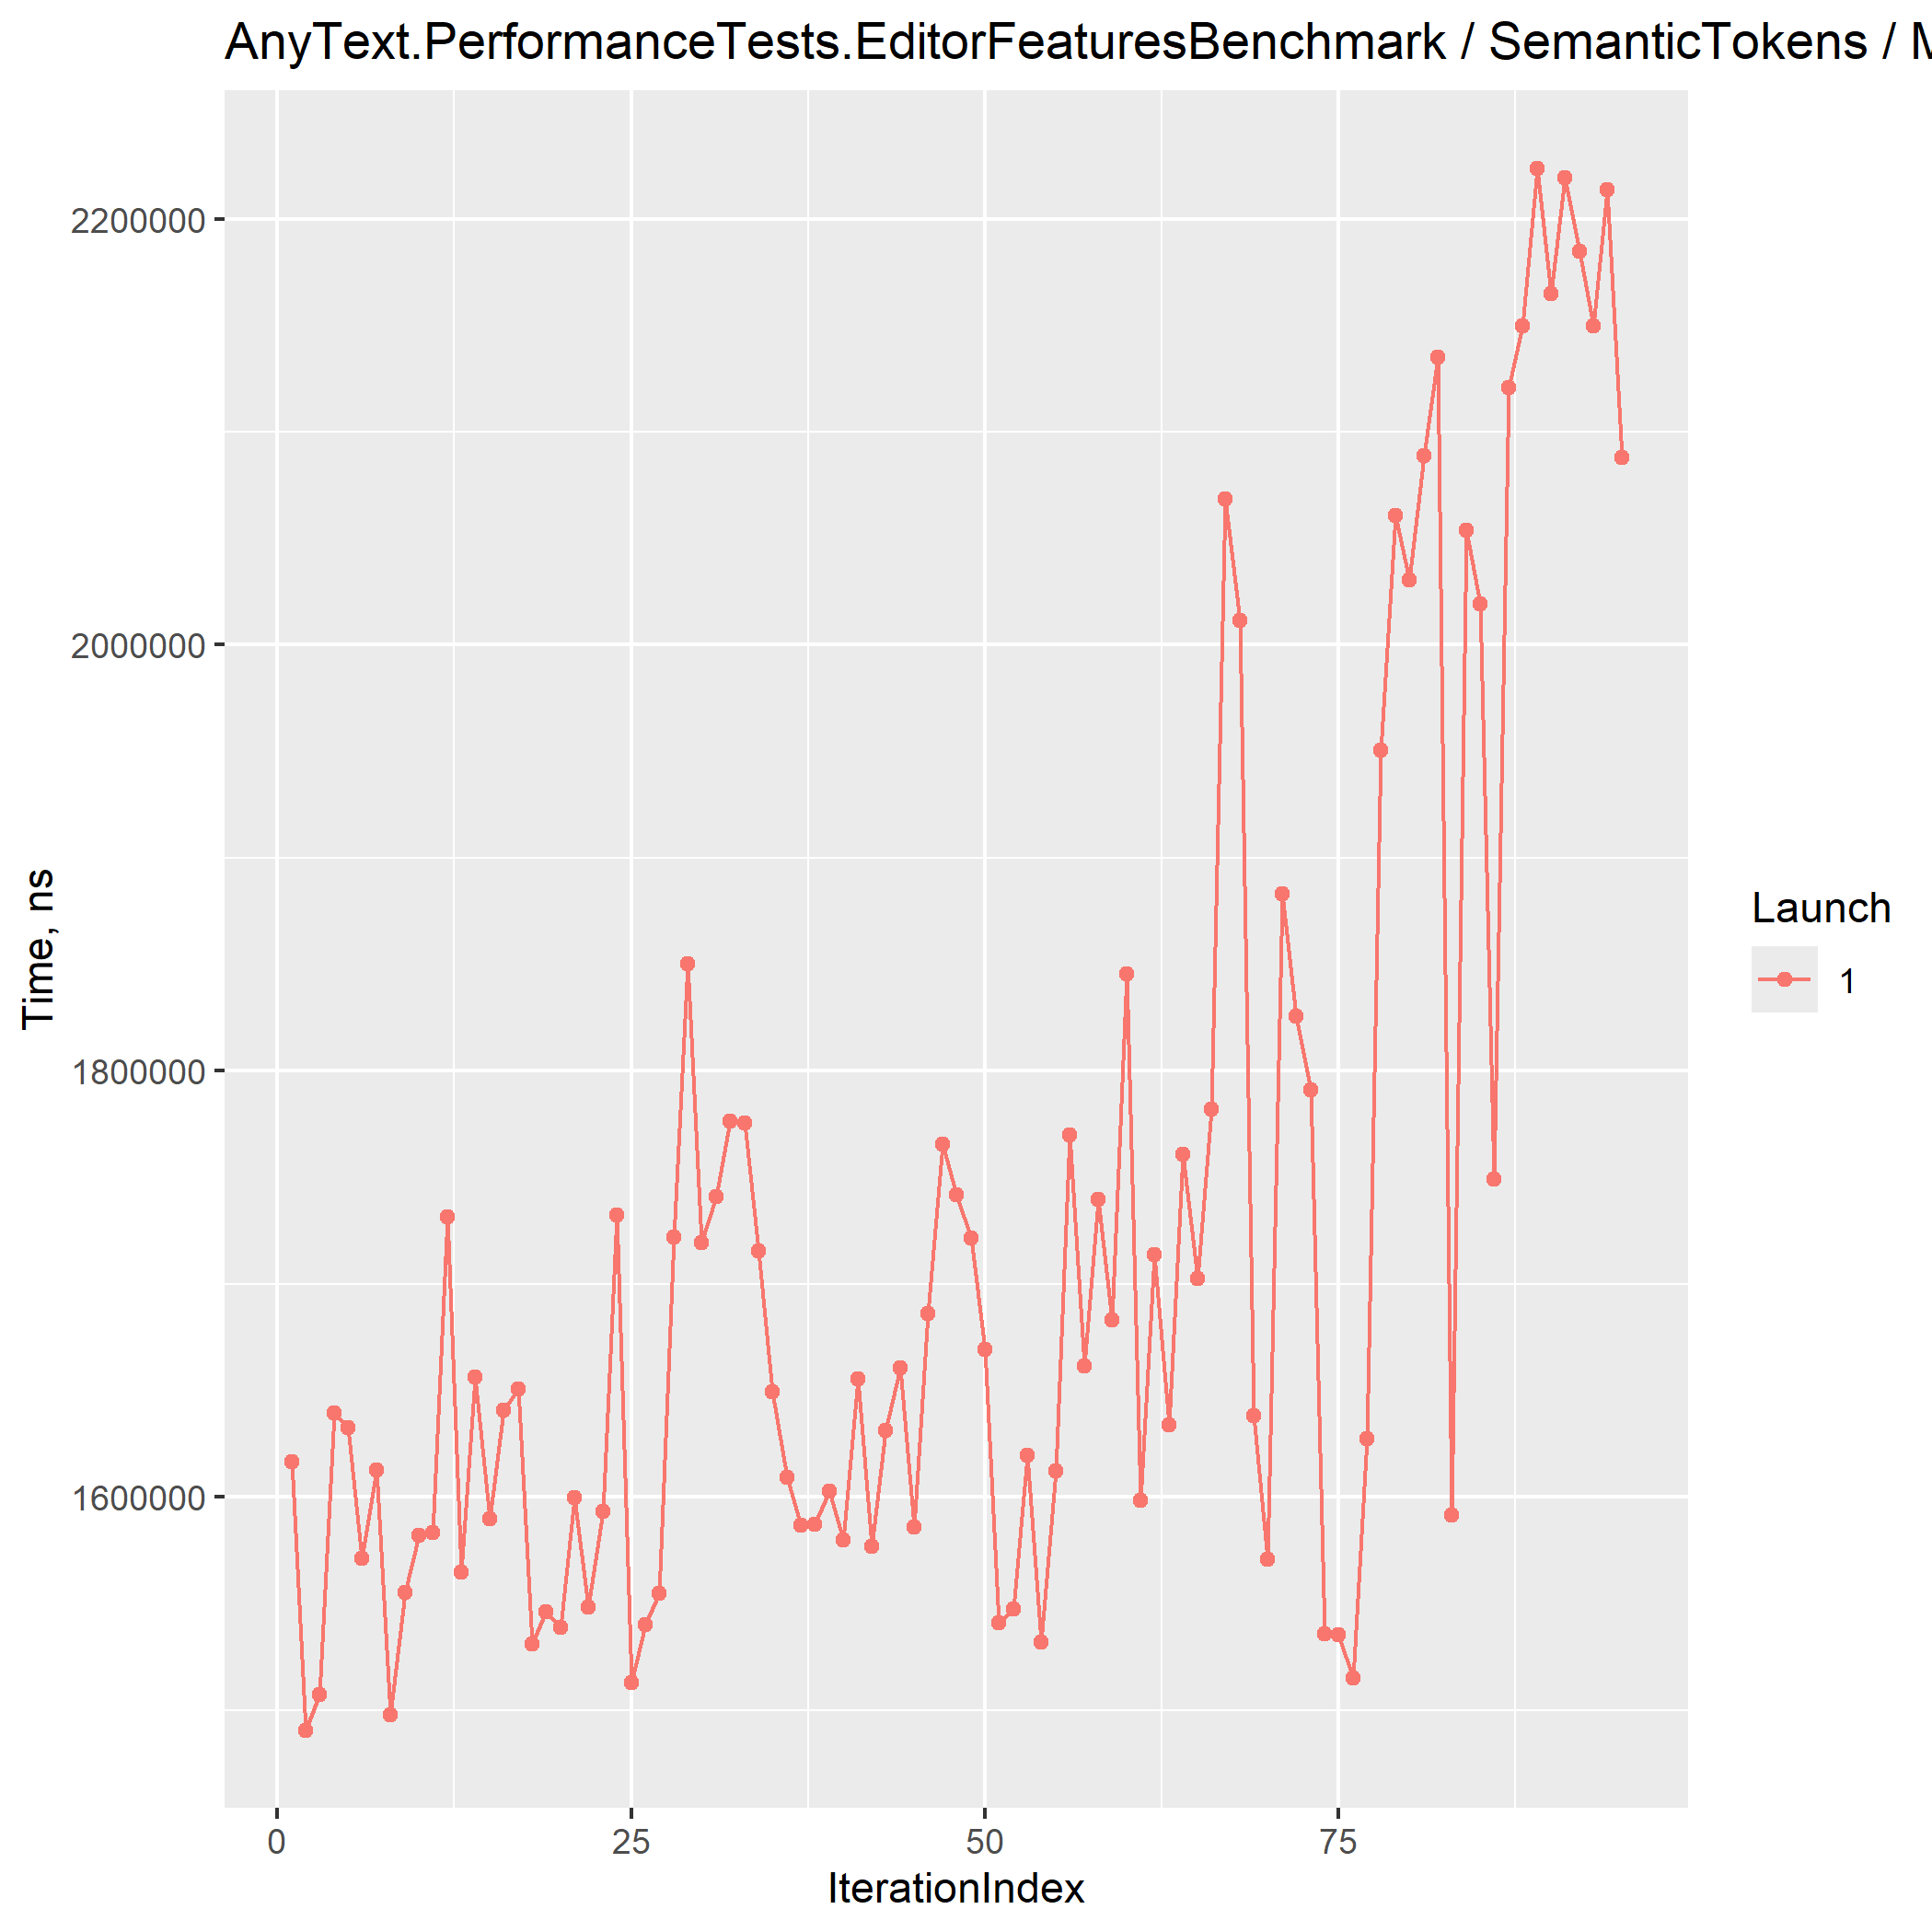 AnyText.PerformanceTests.EditorFeaturesBenchmark / SemanticTokens /
2200000
2000000
1800000
1600000
Time, ns
0 25 50 75
IterationIndex
Launch
1